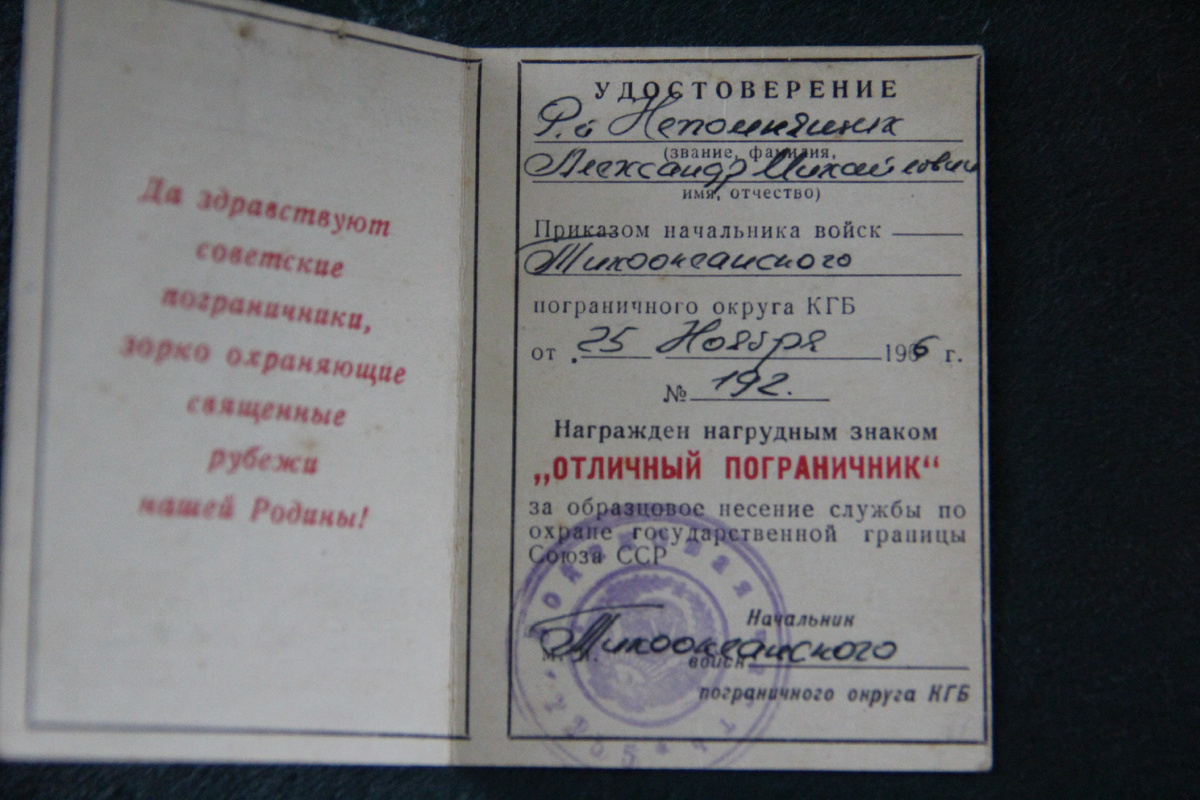 Да здравствуют
советские
пограничники,
зорко охраняющие
священные
рубежи
нашей Родины!
УДОСТОВЕРЕНИЕ
Р.й Непомнящих
(звание, фамилия,
Александр Михайлович
имя, отчество)
Приказом начальника войск
Тихоокеанского
пограничного округа КГБ
от 25 Ноября 1966 г.
№ 192.
Награжден нагрудным знаком
„ОТЛИЧНЫЙ ПОГРАНИЧНИК“
за образцовое несение службы по
охране государственной границы
Союза ССР
Начальник
Тихоокеанского
М. П. войск
пограничного округа КГБ